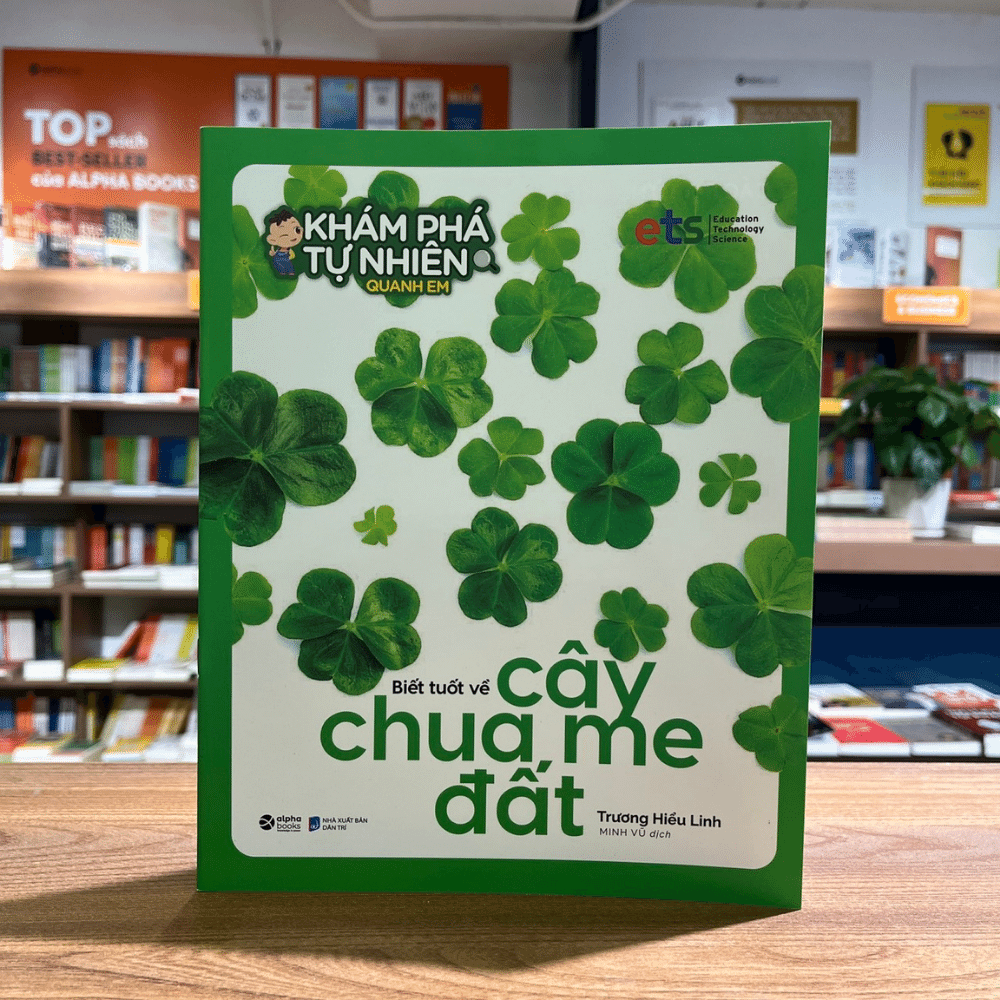 TOP sách
BEST-SELLER
của ALPHA BOOKS
KHÁM PHÁ
TỰ NHIÊN
QUANH EM
ets
Education
Technology
Science
Biết tuốt về cây
chua me
đất
Trương Hiểu Linh
MINH VŨ dịch
alpha
books
NHÀ XUẤT BẢN
DÂN TRÍ